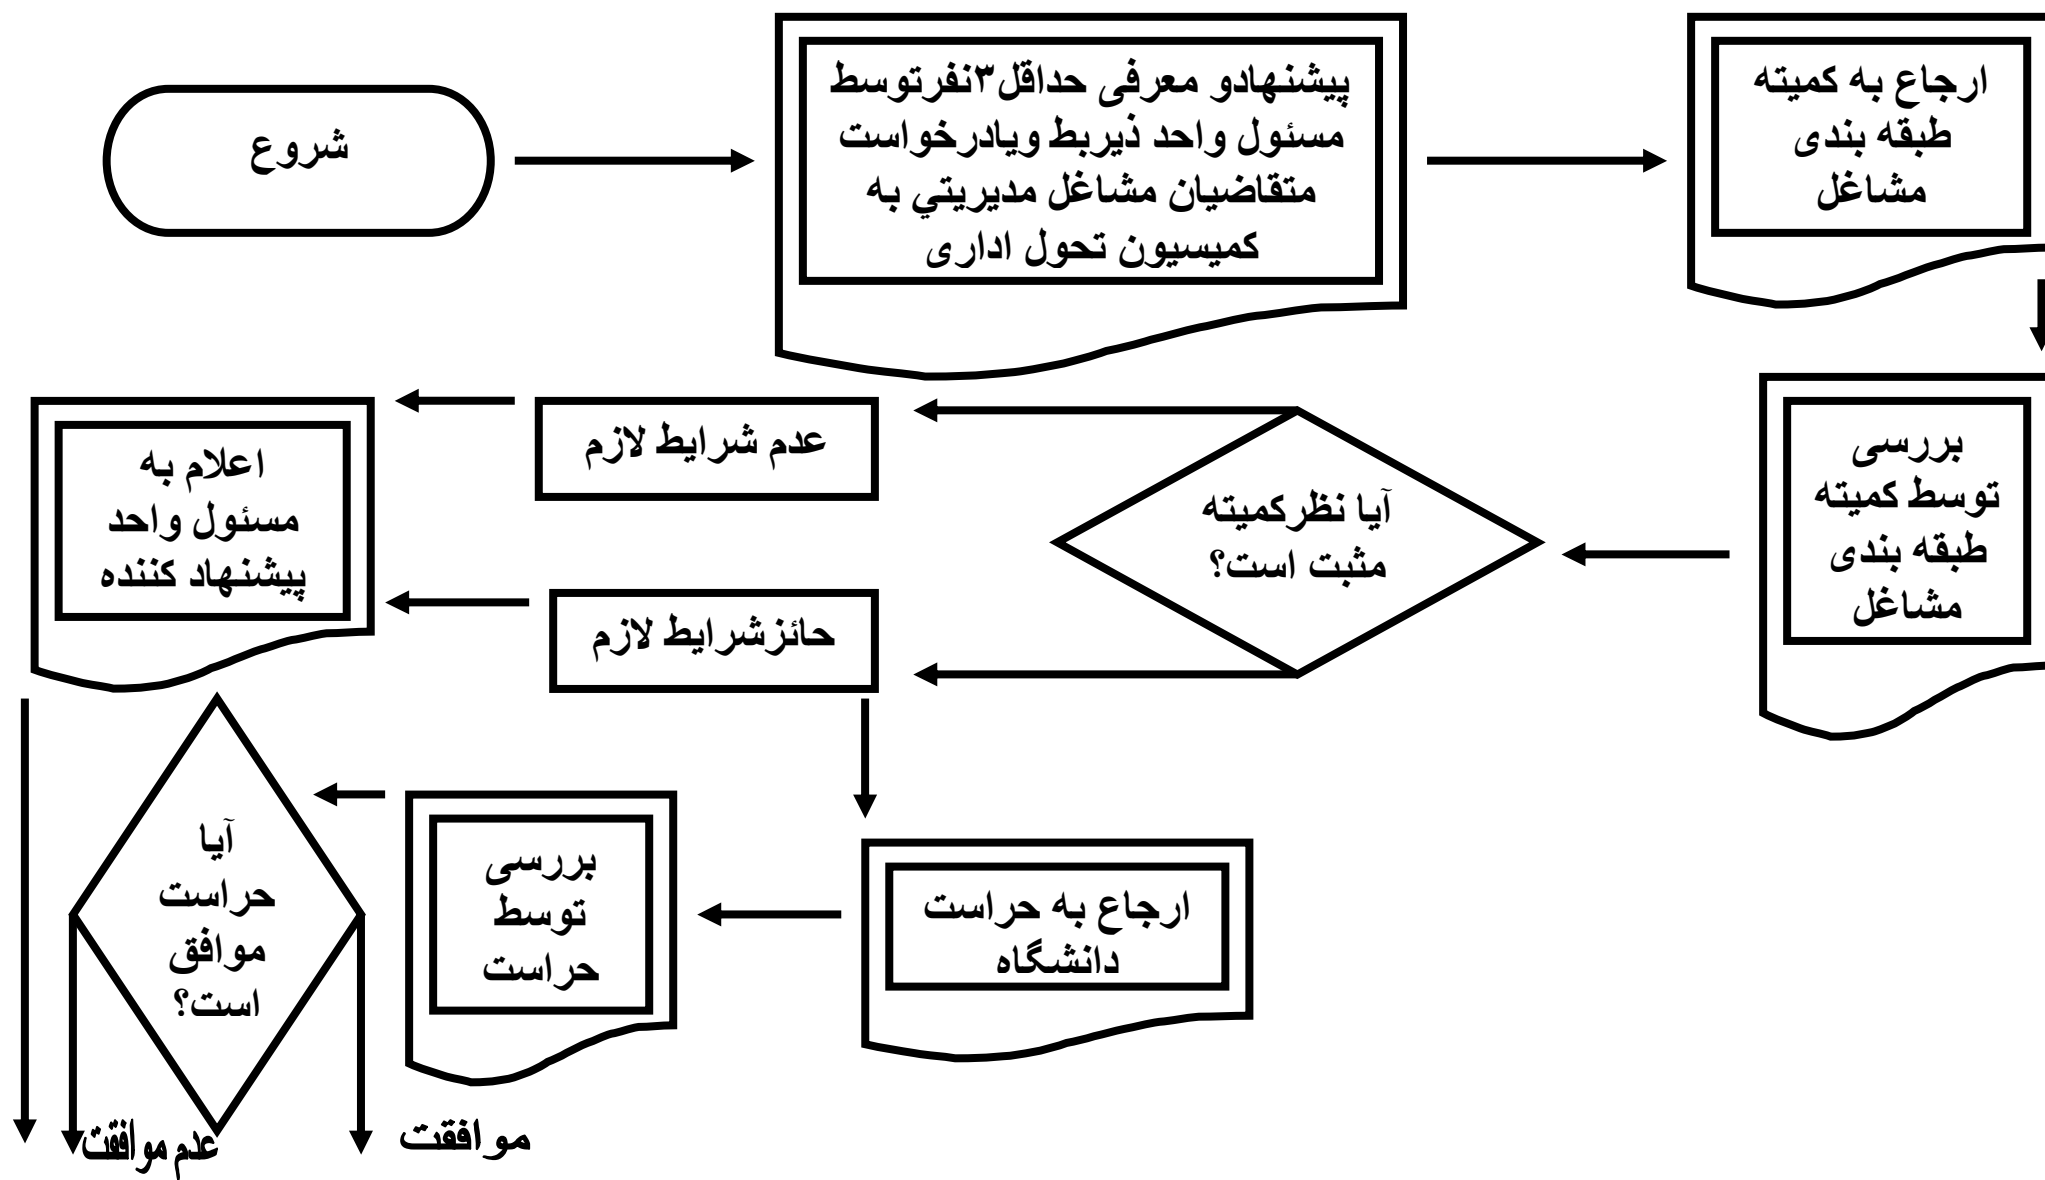 شروع
پیشنهادو معرفی حداقل۳نفرتوسط
مسئول واحد ذیربط ویادرخواست
متقاضیان مشاغل مدیریتي به
کمیسیون تحول اداری
ارجاع به کمیته
طبقه بندی
مشاغل
بررسی
توسط کمیته
طبقه بندی
مشاغل
آیا نظرکمیته
مثبت است؟
عدم شرایط لازم
حائزشرایط لازم
اعلام به
مسئول واحد
پیشنهاد کننده
ارجاع به حراست
دانشگاه
بررسی
توسط
حراست
آیا
حراست
موافق
است؟
موافقت
عدم موافقت